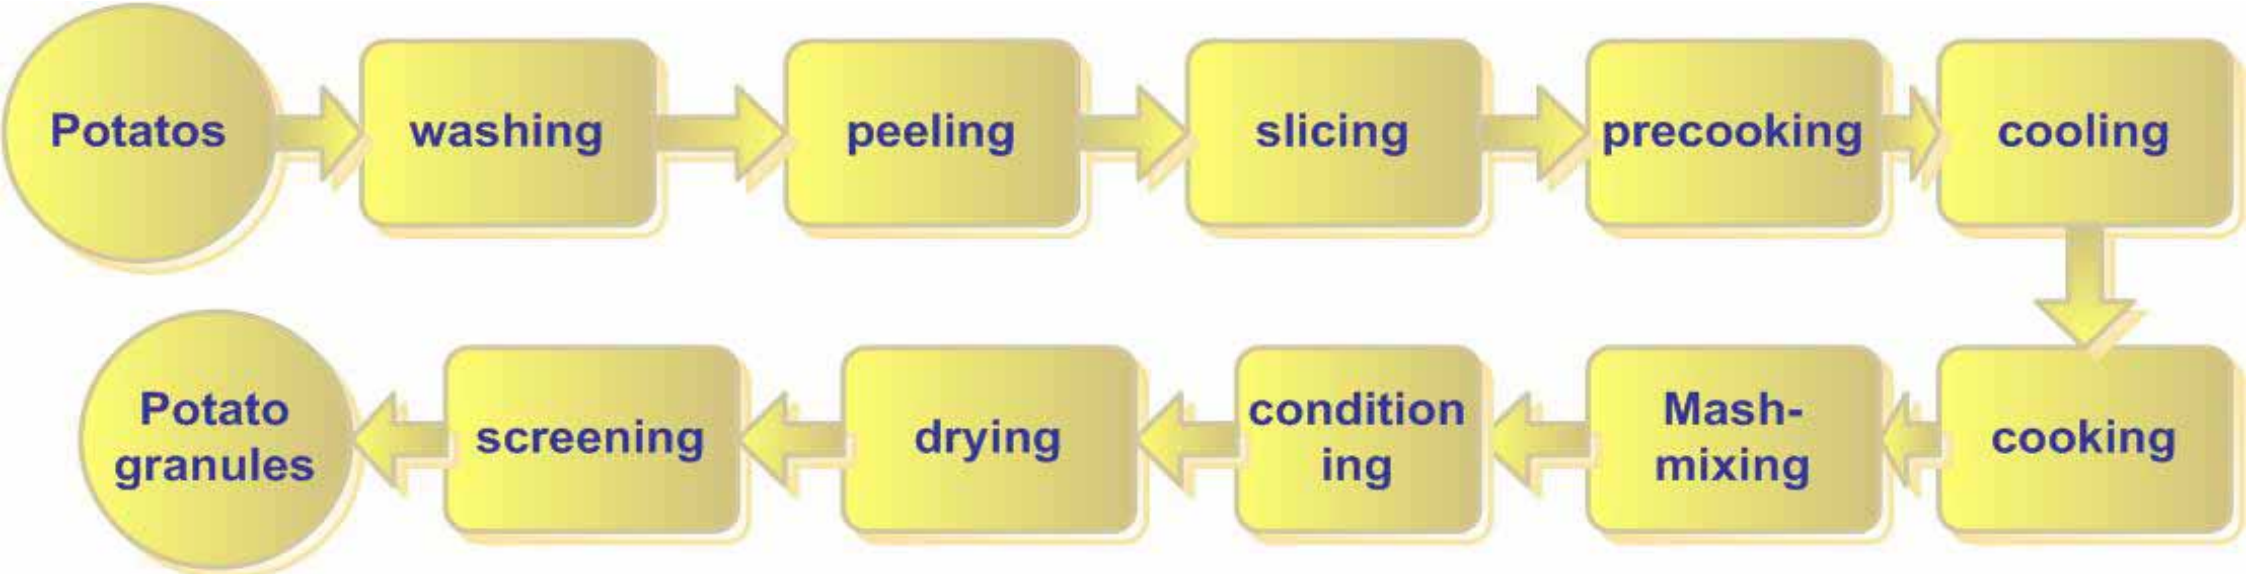 Potatos
washing
peeling
slicing
precooking
cooling
cooking
Mash-
mixing
condition
ing
drying
screening
Potato
granules